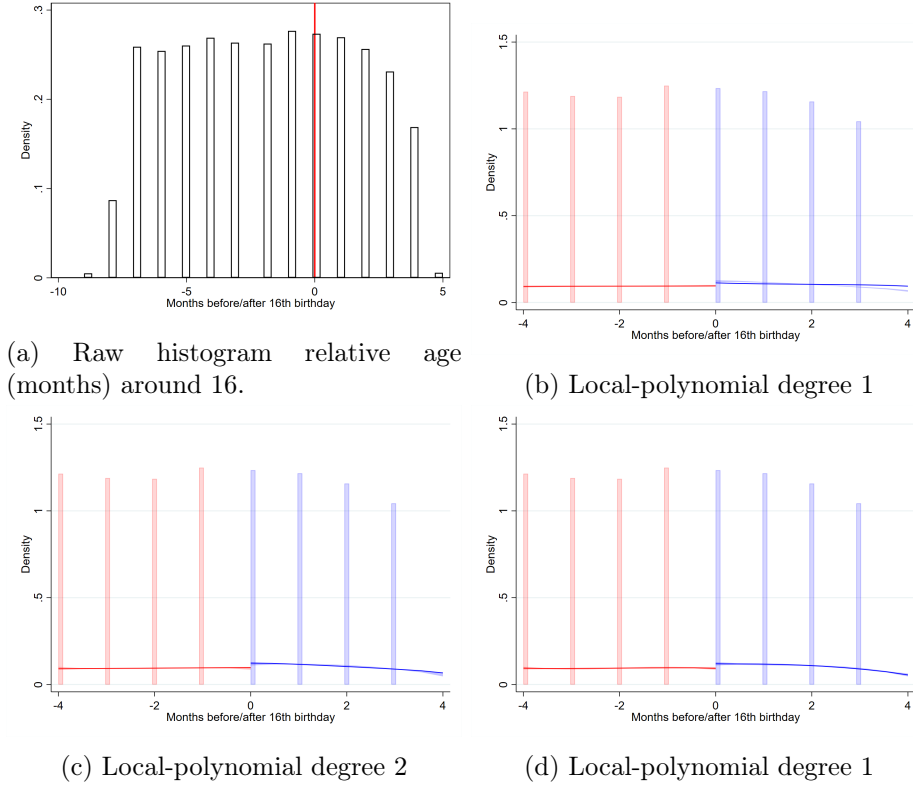 .3
.2
.1
0
Density
-10
-5
0
5
Months before/after 16th birthday
(a) Raw histogram relative age
(months) around 16.
1.5
1
.5
0
Density
-4
-2
0
2
4
Months before/after 16th birthday
(b) Local-polynomial degree 1
1.5
1
.5
0
Density
-4
-2
0
2
4
Months before/after 16th birthday
(c) Local-polynomial degree 2
1.5
1
.5
0
Density
-4
-2
0
2
4
Months before/after 16th birthday
(d) Local-polynomial degree 1